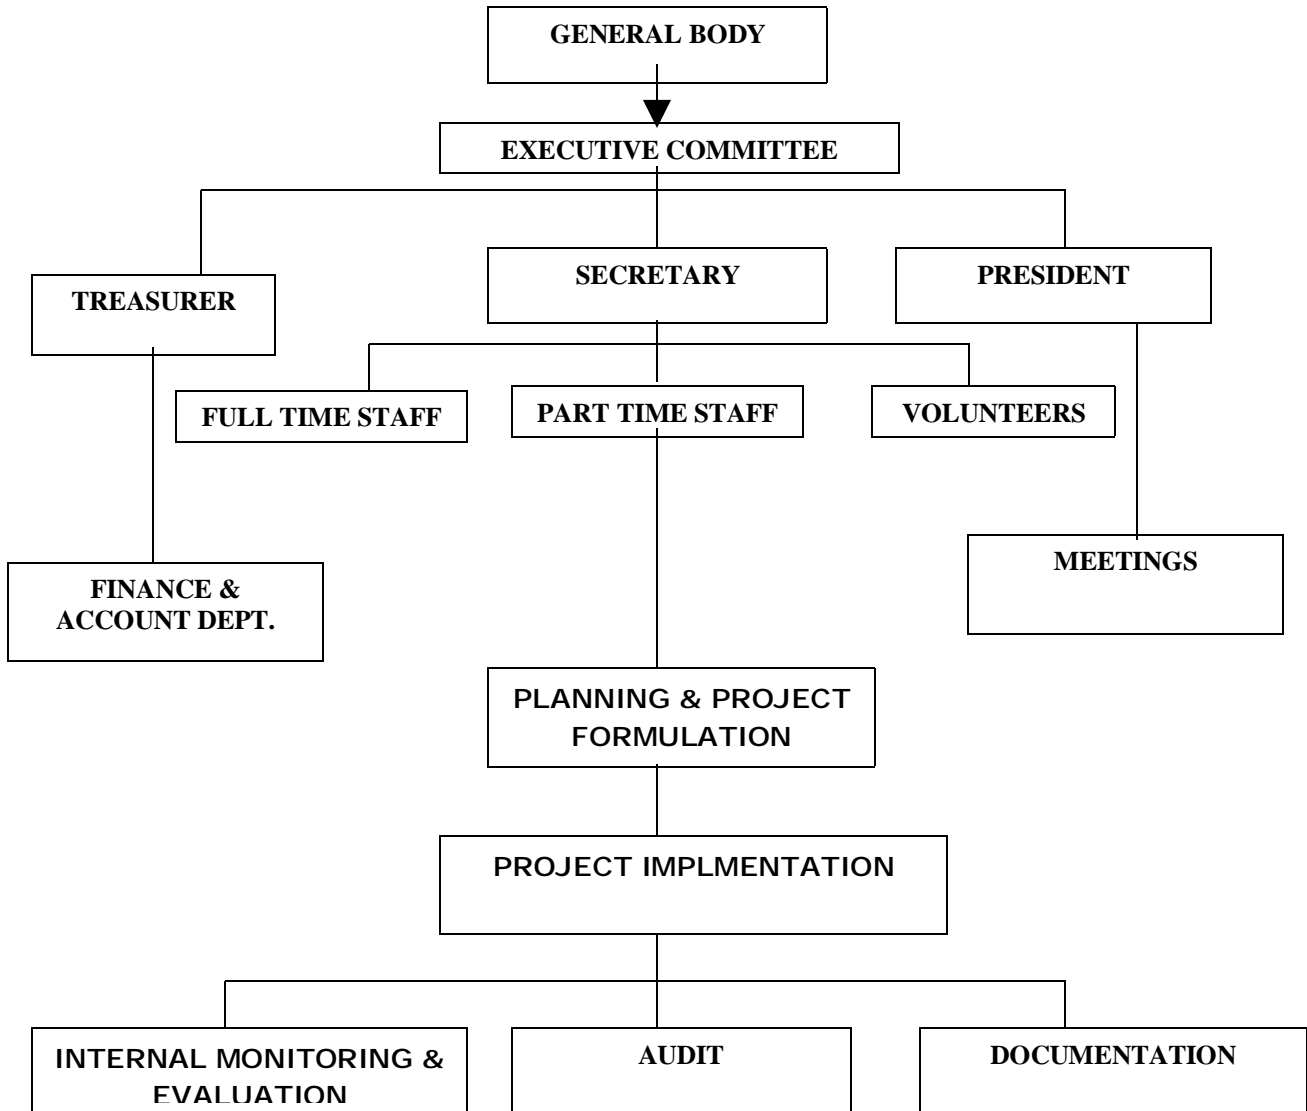 GENERAL BODY
EXECUTIVE COMMITTEE
TREASURER
SECRETARY
PRESIDENT
FULL TIME STAFF
PART TIME STAFF
VOLUNTEERS
FINANCE &
ACCOUNT DEPT.
MEETINGS
PLANNING & PROJECT
FORMULATION
PROJECT IMPLMENTATION
INTERNAL MONITORING &
EVALUATION
AUDIT
DOCUMENTATION